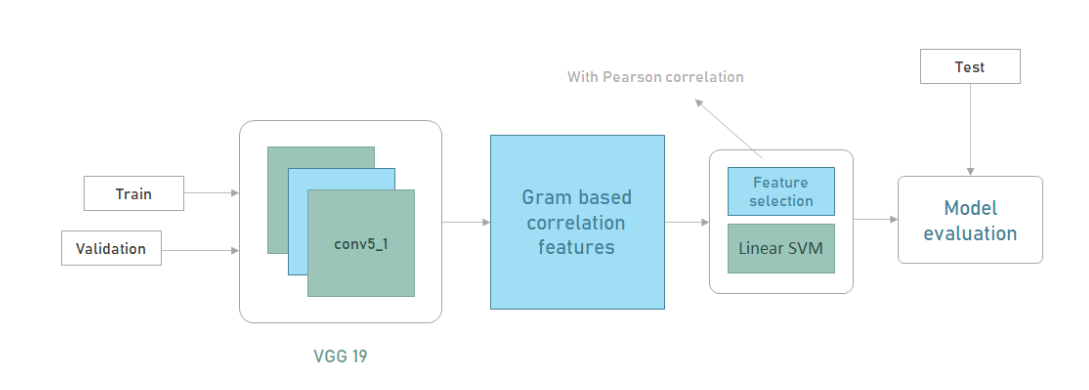 Train
Validation
conv5_1
VGG 19
Gram based
correlation
features
With Pearson correlation
Feature
selection
Linear SVM
Test
Model
evaluation